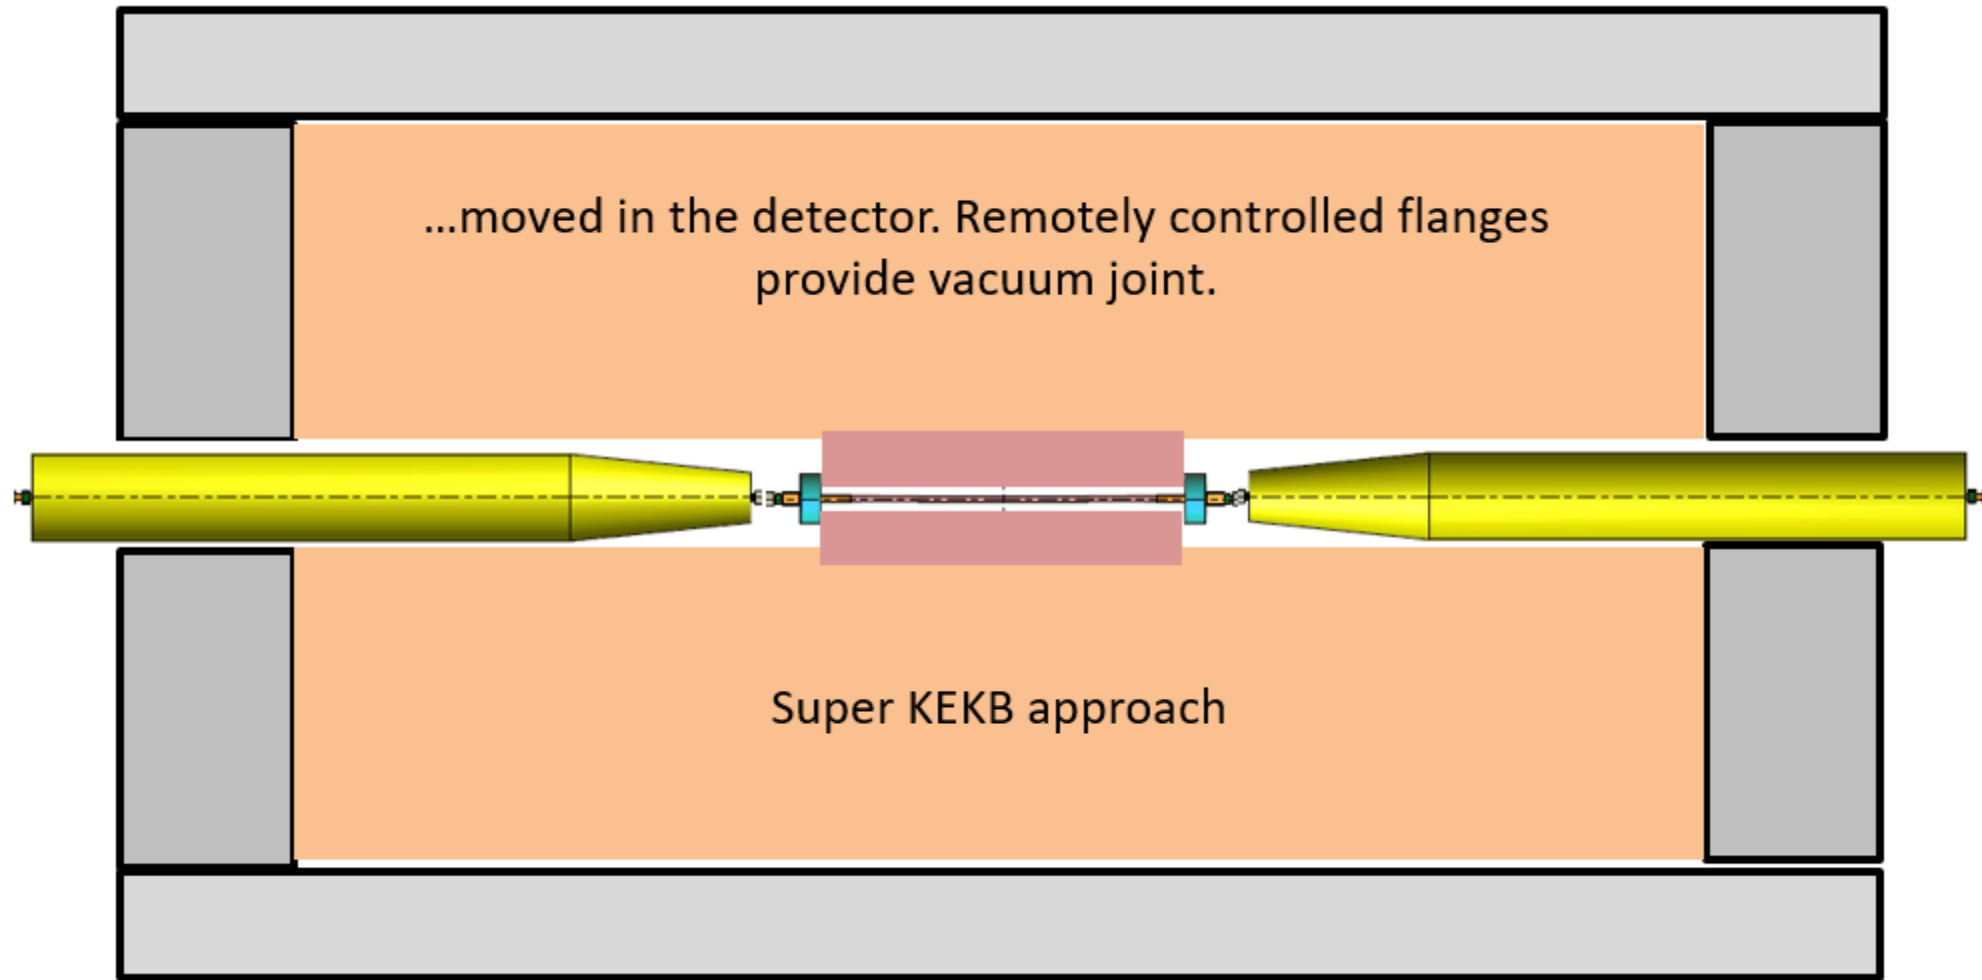 ...moved in the detector. Remotely controlled flanges
provide vacuum joint.
Super KEKB approach